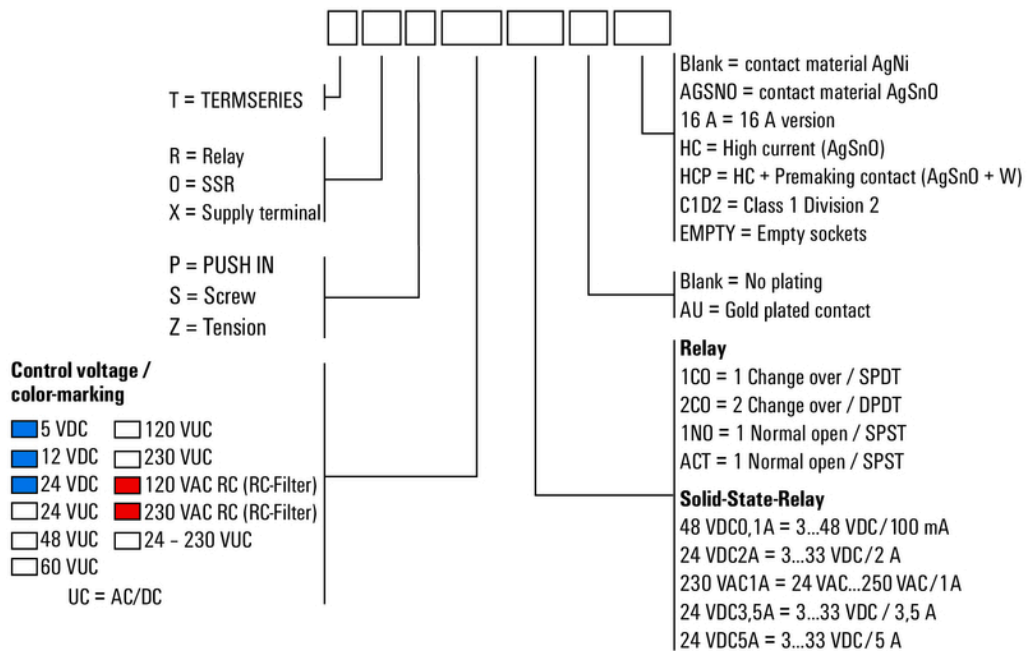 T = TERMSERIES
R = Relay
O = SSR
X = Supply terminal
P = PUSH IN
S = Screw
Z = Tension
Control voltage /
color-marking
5 VDC 120 VUC
12 VDC 230 VUC
24 VDC 120 VAC RC (RC-Filter)
24 VUC 230 VAC RC (RC-Filter)
48 VUC 24 – 230 VUC
60 VUC
UC = AC/DC
Blank = contact material AgNi
AGSNO = contact material AgSnO
16 A = 16 A version
HC = High current (AgSnO)
HCP = HC + Premaking contact (AgSnO + W)
C1D2 = Class 1 Division 2
EMPTY = Empty sockets
Blank = No plating
AU = Gold plated contact
Relay
1CO = 1 Change over / SPDT
2CO = 2 Change over / DPDT
1NO = 1 Normal open / SPST
ACT = 1 Normal open / SPST
Solid-State-Relay
48 VDC0,1A = 3...48 VDC/100 mA
24 VDC2A = 3...33 VDC/2 A
230 VAC1A = 24 VAC...250 VAC/1A
24 VDC3,5A = 3...33 VDC / 3,5 A
24 VDC5A = 3...33 VDC/5 A